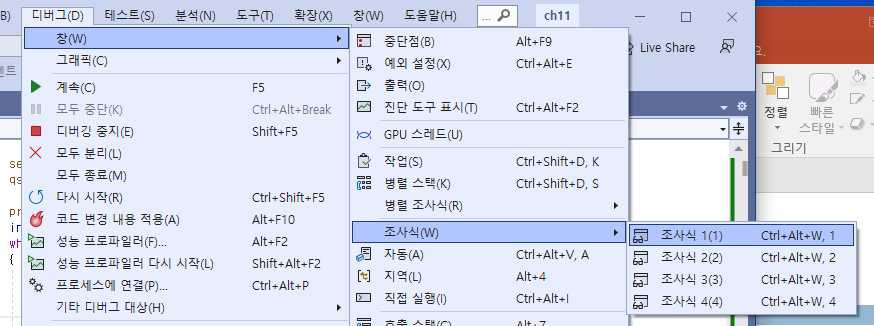 B) 디버그(D) 테스트(S) 분석(N) 도구(T) 확장(X) 창(W) 도움말(H) ... ch11
창(W)
그래픽(C)
계속(C) F5
모두 중단(K) Ctrl+Alt+Break
디버깅 중지(E) Shift+F5
모두 분리(L)
모두 종료(M)
다시 시작(R) Ctrl+Shift+F5
코드 변경 내용 적용(A) Alt+F10
성능 프로파일러(F)... Alt+F2
성능 프로파일러 다시 시작(L) Shift+Alt+F2
프로세스에 연결(P)... Ctrl+Alt+P
기타 디버그 대상(H)
중단점(B) Alt+F9
예외 설정(X) Ctrl+Alt+E
출력(O)
진단 도구 표시(T) Ctrl+Alt+F2
GPU 스레드(U)
작업(S) Ctrl+Shift+D, K
병렬 스택(K) Ctrl+Shift+D, S
병렬 조사식(R)
조사식(W)
자동(A) Ctrl+Alt+V, A
지역(L) Alt+4
직접 실행(I) Ctrl+Alt+I
호출 스택(C) Alt+7
조사식 1(1) Ctrl+Alt+W, 1
조사식 2(2) Ctrl+Alt+W, 2
조사식 3(3) Ctrl+Alt+W, 3
조사식 4(4) Ctrl+Alt+W, 4
Live Share
요.
정렬
빠른
스타일
그리기
se
qs
pr
in
wh
{